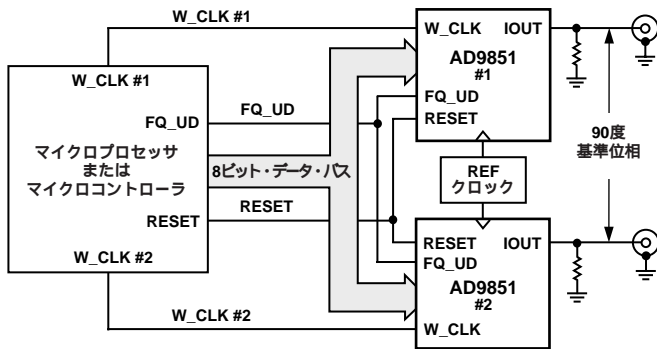 W_CLK #1
W_CLK #1
FQ_UD
マイクロプロセッサ
または
マイクロコントローラ
RESET
W_CLK #2
FQ_UD
8ビット・データ・バス
RESET
W_CLK #2
W_CLK
IOUT
AD9851
#1
FQ_UD
RESET
REF
クロック
RESET
IOUT
FQ_UD
AD9851
#2
W_CLK
90度
基準位相